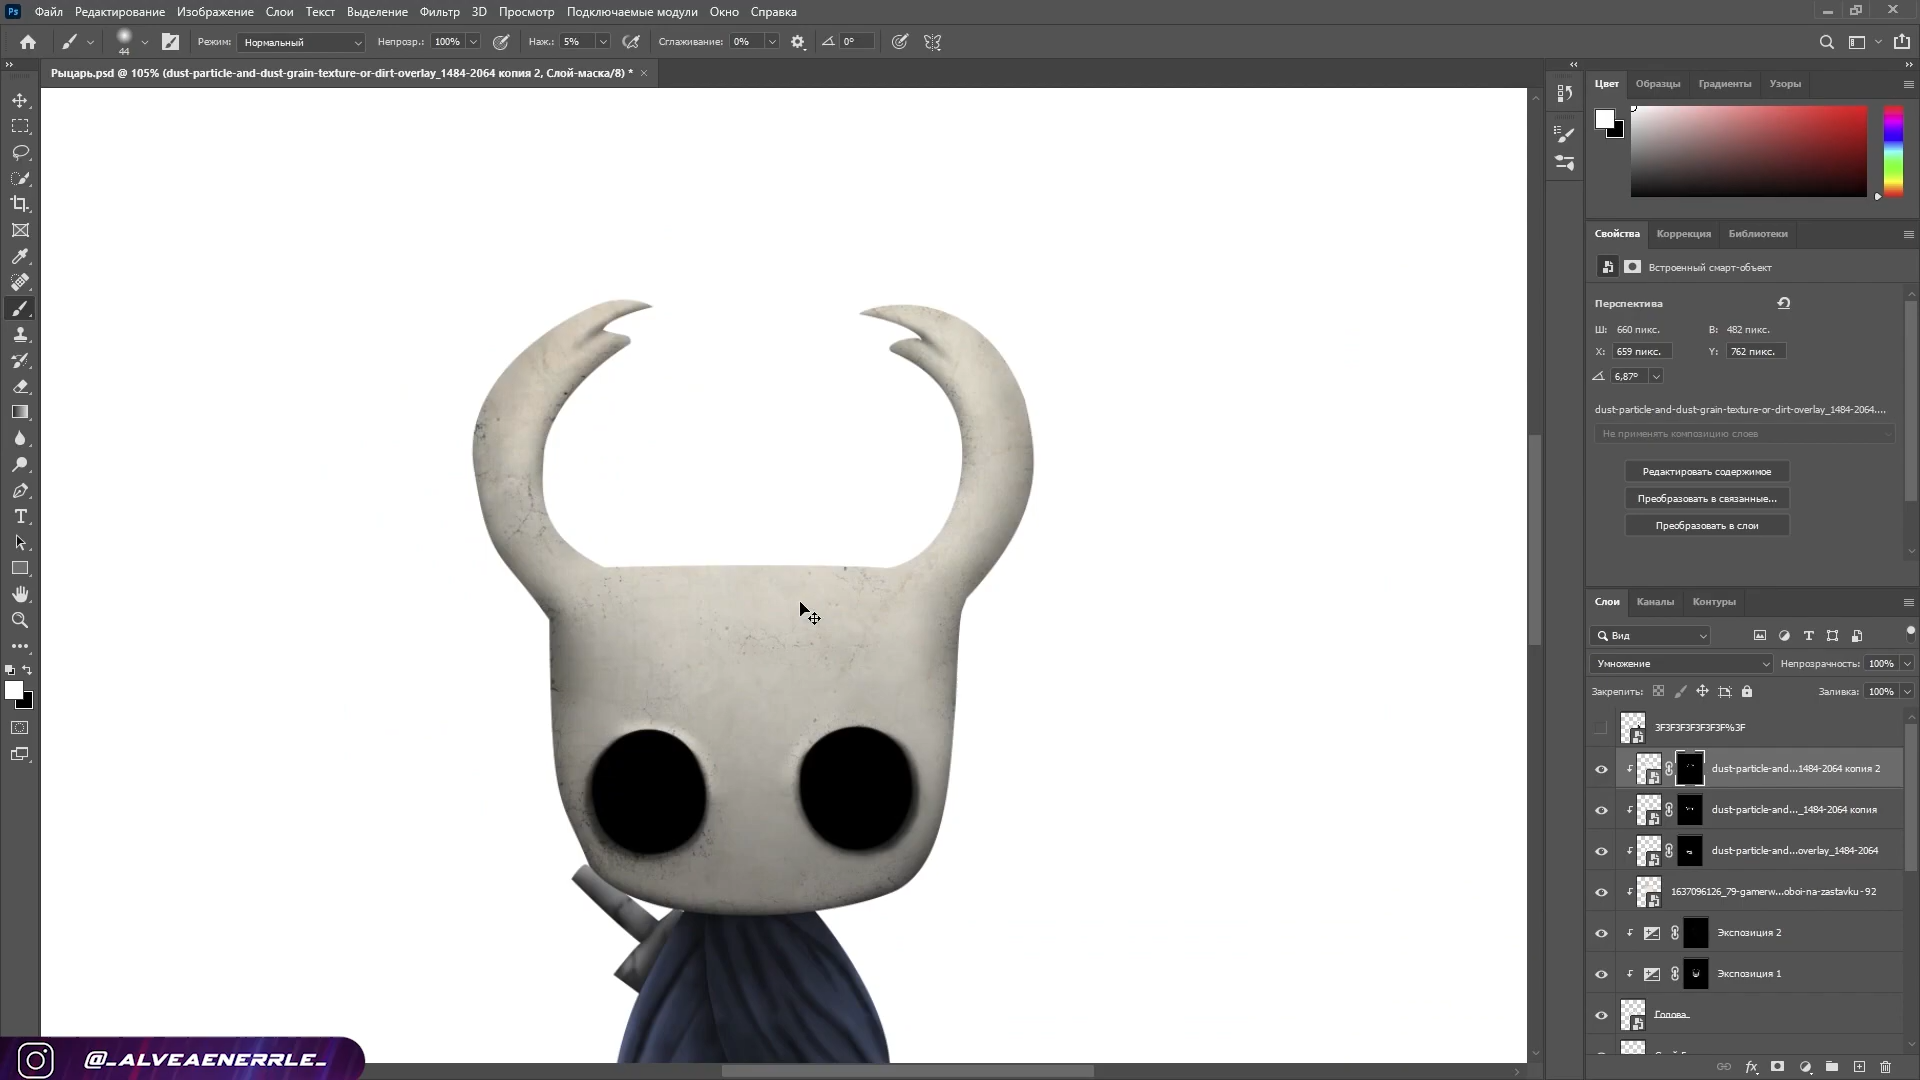 Ps Файл Редактирование Изображение Слои Текст Выделение Фильтр 3D Просмотр Подключаемые модули Окно Справка
44 Режим: Нормальный Непрозр.: 100% Наж.: 5% Сглаживание: 0% 0°
Рыцарь.psd @ 105% (dust-particle-and-dust-grain-texture-or-dirt-overlay_1484-2064 копия 2, Слой-маска/8) *
Цвет Образцы Градиенты Узоры
Свойства Коррекция Библиотеки
Встроенный смарт-объект
Перспектива
Ш: 660 пикс. В: 482 пикс.
X: 659 пикс. Y: 762 пикс.
6,87°
dust-particle-and-dust-grain-texture-or-dirt-overlay_1484-2064....
Не применять композицию слоев
Редактировать содержимое
Преобразовать в связанные...
Преобразовать в слои
Слои Каналы Контуры
Вид
Умножение Непрозрачность: 100%
Закрепить: Заливка: 100%
3F3F3F3F3F3F3F%3F
dust-particle-and...1484-2064 копия 2
dust-particle-and..._1484-2064 копия
dust-particle-and...overlay_1484-2064
1637096126_79-gamerw...oboi-na-zastavku - 92
Экспозиция 2
Экспозиция 1
Голова
@_ALVEAENERRLE_